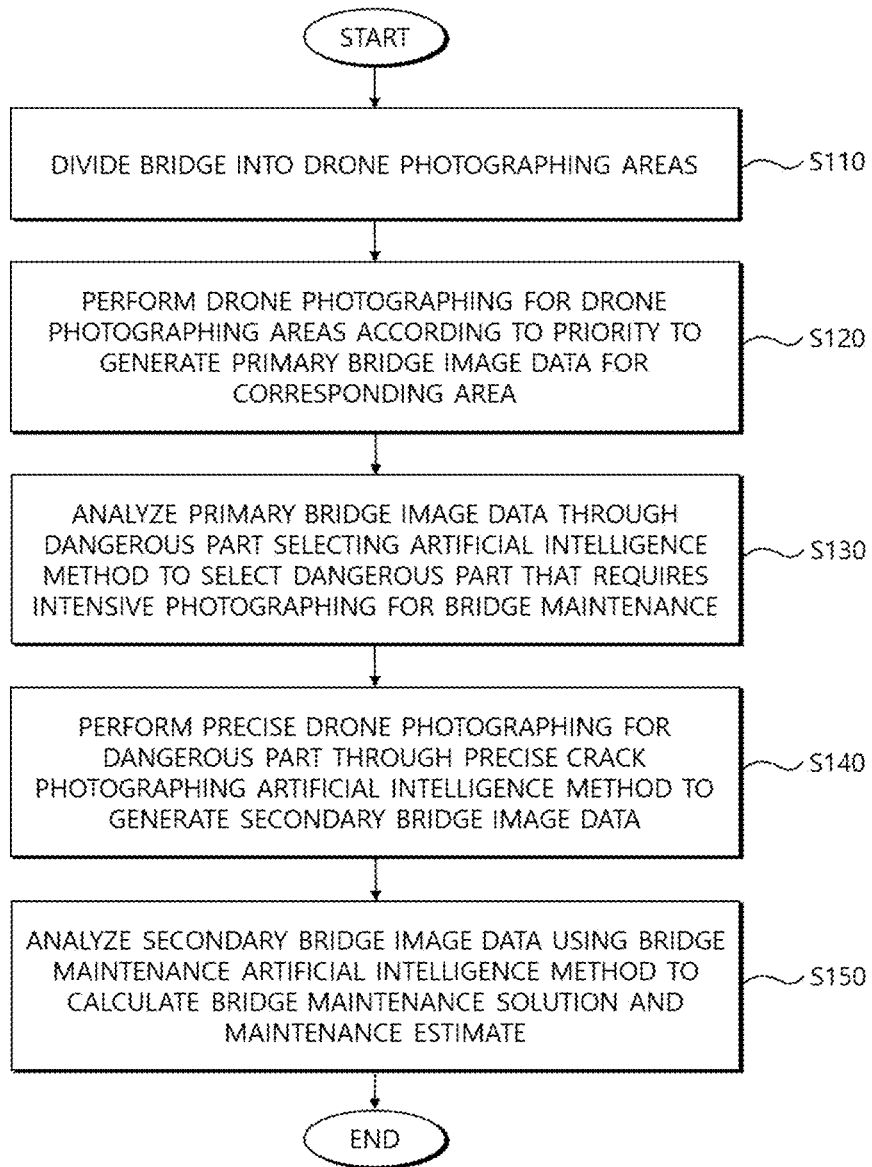 START
DIVIDE BRIDGE INTO DRONE PHOTOGRAPHING AREAS
S110
PERFORM DRONE PHOTOGRAPHING FOR DRONE
PHOTOGRAPHING AREAS ACCORDING TO PRIORITY TO
GENERATE PRIMARY BRIDGE IMAGE DATA FOR
CORRESPONDING AREA
S120
ANALYZE PRIMARY BRIDGE IMAGE DATA THROUGH
DANGEROUS PART SELECTING ARTIFICIAL INTELLIGENCE
METHOD TO SELECT DANGEROUS PART THAT REQUIRES
INTENSIVE PHOTOGRAPHING FOR BRIDGE MAINTENANCE
S130
PERFORM PRECISE DRONE PHOTOGRAPHING FOR
DANGEROUS PART THROUGH PRECISE CRACK
PHOTOGRAPHING ARTIFICIAL INTELLIGENCE METHOD TO
GENERATE SECONDARY BRIDGE IMAGE DATA
S140
ANALYZE SECONDARY BRIDGE IMAGE DATA USING BRIDGE
MAINTENANCE ARTIFICIAL INTELLIGENCE METHOD TO
CALCULATE BRIDGE MAINTENANCE SOLUTION AND
MAINTENANCE ESTIMATE
S150
END